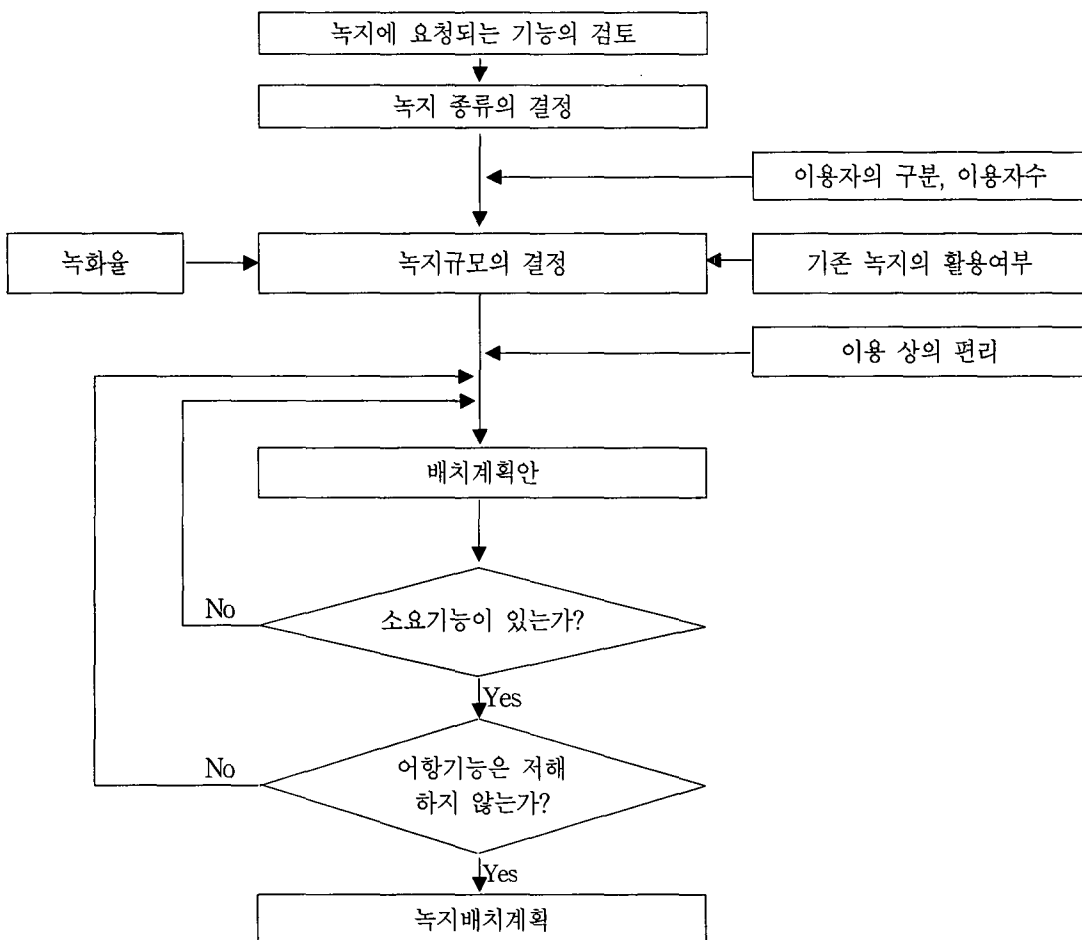 녹지에 요청되는 기능의 검토
녹지 종류의 결정
이용자의 구분, 이용자수
녹화율
녹지규모의 결정
기존 녹지의 활용여부
이용 상의 편리
배치계획안
No
소요기능이 있는가?
Yes
No
어항기능은 저해
하지 않는가?
Yes
녹지배치계획